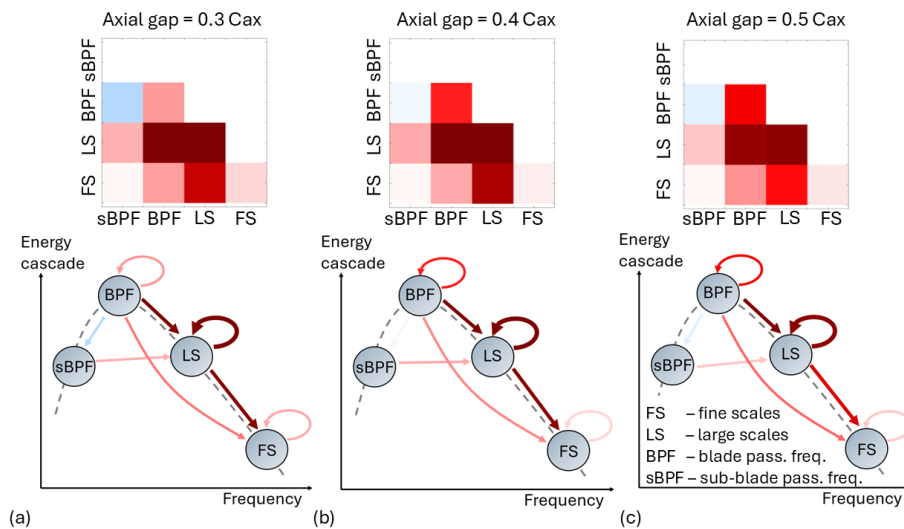 Axial gap = 0.3 Cax
sBPF
BPF
LS
FS
sBPF BPF LS FS
Energy
cascade
BPF
sBPF
LS
FS
Frequency
(a)
Axial gap = 0.4 Cax
sBPF
BPF
LS
FS
sBPF BPF LS FS
Energy
cascade
BPF
sBPF
LS
FS
Frequency
(b)
Axial gap = 0.5 Cax
sBPF
BPF
LS
FS
sBPF BPF LS FS
Energy
cascade
BPF
sBPF
LS
FS
FS – fine scales
LS – large scales
BPF – blade pass. freq.
sBPF – sub-blade pass. freq.
Frequency
(c)